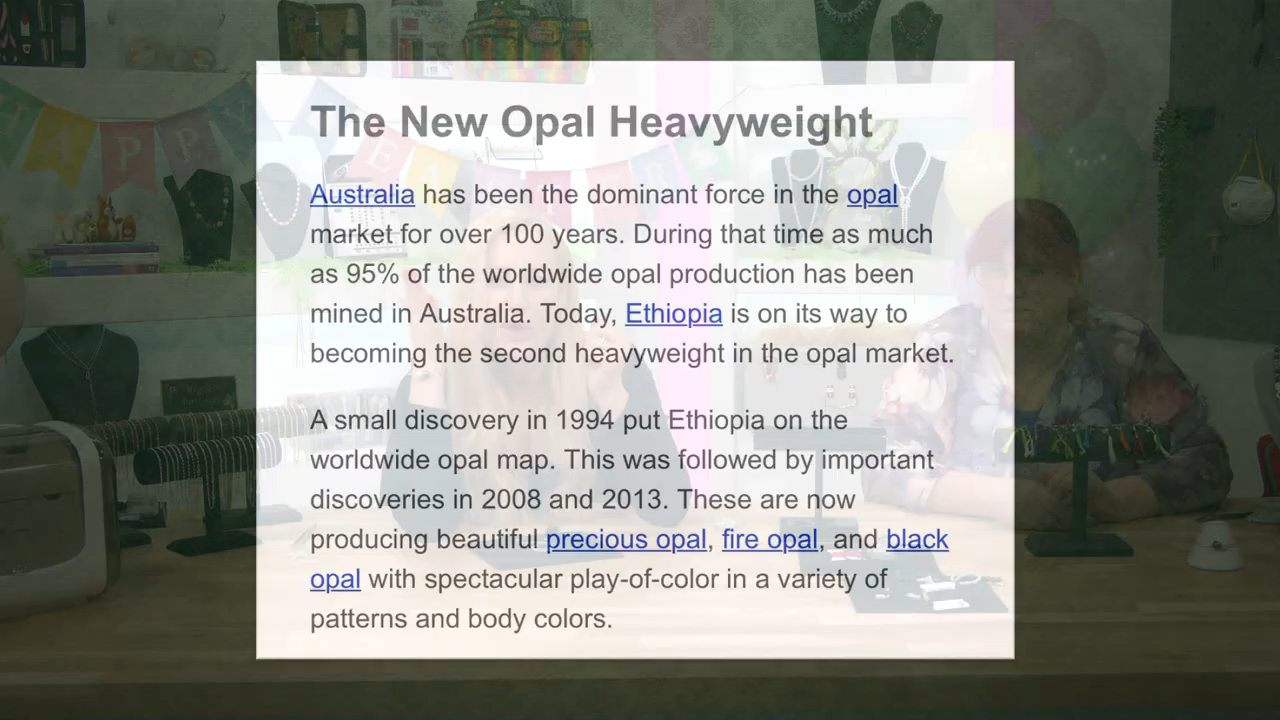 The New Opal Heavyweight
Australia has been the dominant force in the opal
market for over 100 years. During that time as much
as 95% of the worldwide opal production has been
mined in Australia. Today, Ethiopia is on its way to
becoming the second heavyweight in the opal market.
A small discovery in 1994 put Ethiopia on the
worldwide opal map. This was followed by important
discoveries in 2008 and 2013. These are now
producing beautiful precious opal, fire opal, and black
opal with spectacular play-of-color in a variety of
patterns and body colors.
HAPPY